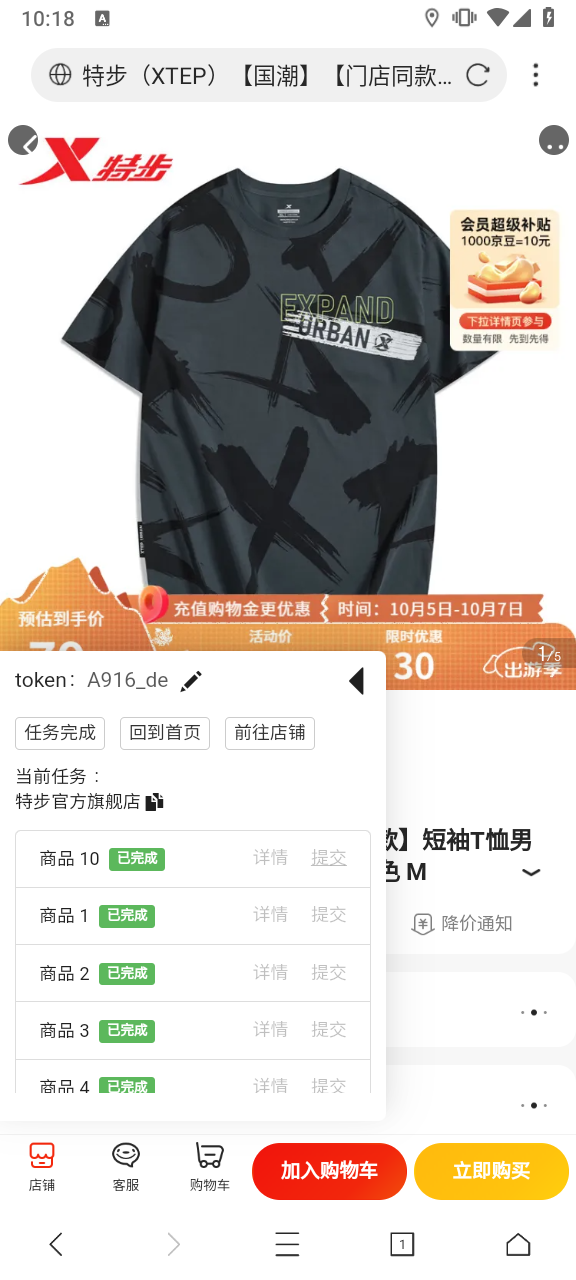 10:18
A
特步（XTEP）【国潮】【门店同款...
特步
会员超级补贴
1000京豆=10元
下拉详情页参与
数量有限 先到先得
EXPAND
URBAN
充值购物金更优惠 时间：10月5日-10月7日
预估到手价
活动价
限时优惠
30
出游季
1/5
token： A916_de
任务完成
回到首页
前往店铺
当前任务：
特步官方旗舰店
商品 10 已完成 详情 提交
商品 1 已完成 详情 提交
商品 2 已完成 详情 提交
商品 3 已完成 详情 提交
商品 4 已完成 详情 提交
款】短袖T恤男
色 M
降价通知
店铺
客服
购物车
加入购物车
立即购买
1